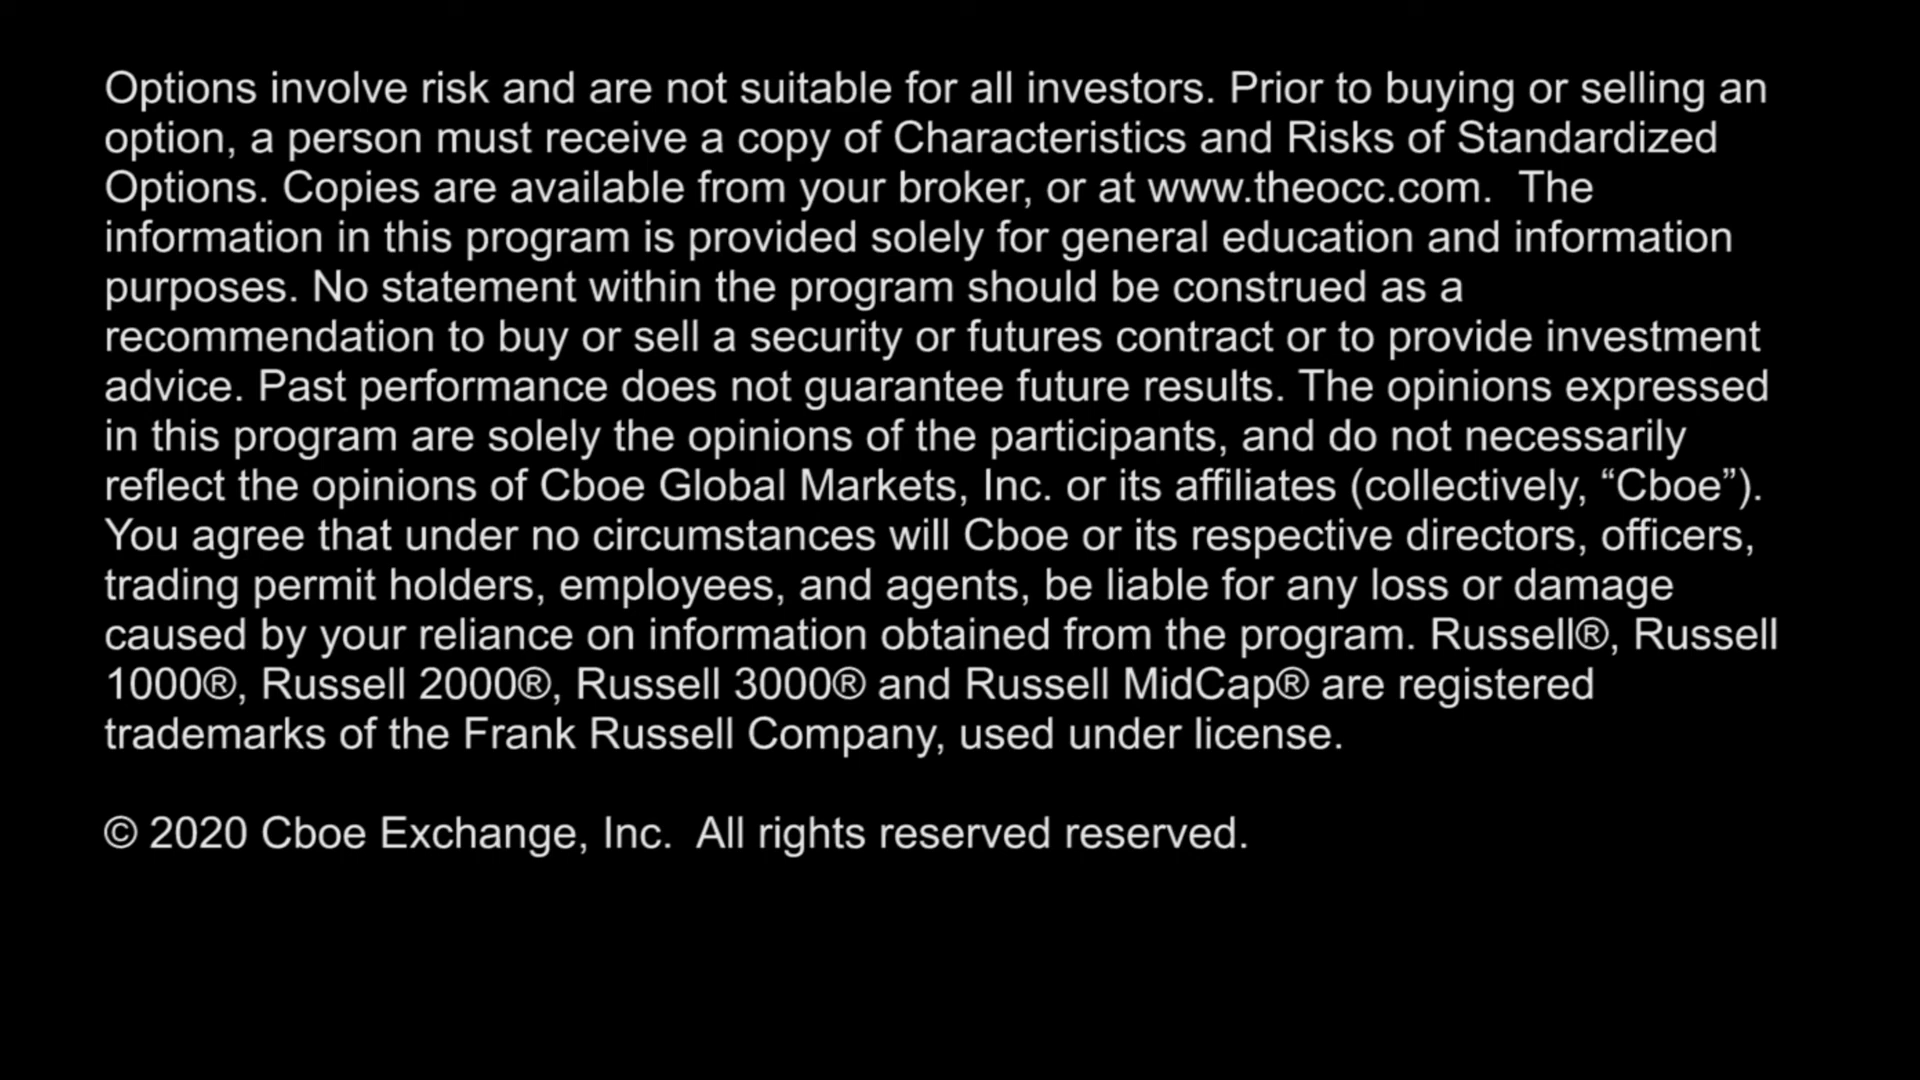 Options involve risk and are not suitable for all investors. Prior to buying or selling an
option, a person must receive a copy of Characteristics and Risks of Standardized
Options. Copies are available from your broker, or at www.theocc.com.  The
information in this program is provided solely for general education and information
purposes. No statement within the program should be construed as a
recommendation to buy or sell a security or futures contract or to provide investment
advice. Past performance does not guarantee future results. The opinions expressed
in this program are solely the opinions of the participants, and do not necessarily
reflect the opinions of Cboe Global Markets, Inc. or its affiliates (collectively, “Cboe”).
You agree that under no circumstances will Cboe or its respective directors, officers,
trading permit holders, employees, and agents, be liable for any loss or damage
caused by your reliance on information obtained from the program. Russell®, Russell
1000®, Russell 2000®, Russell 3000® and Russell MidCap® are registered
trademarks of the Frank Russell Company, used under license.
© 2020 Cboe Exchange, Inc.  All rights reserved reserved.